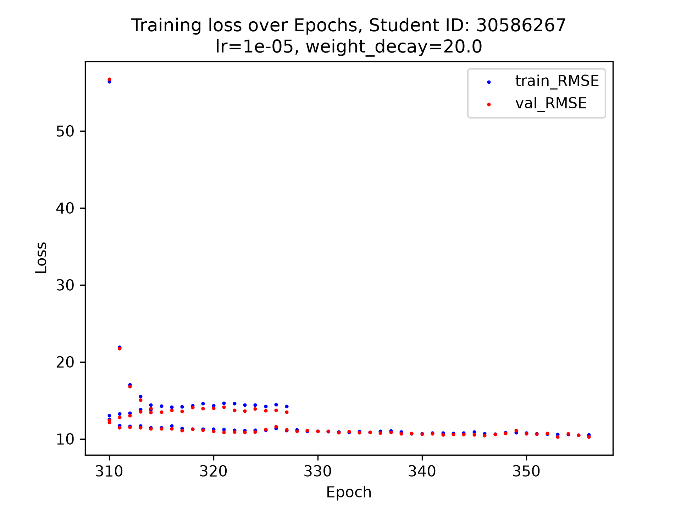 Training loss over Epochs, Student ID: 30586267
lr=1e-05, weight_decay=20.0
train_RMSE
val_RMSE
Loss
50
40
30
20
10
310
320
330
340
350
Epoch